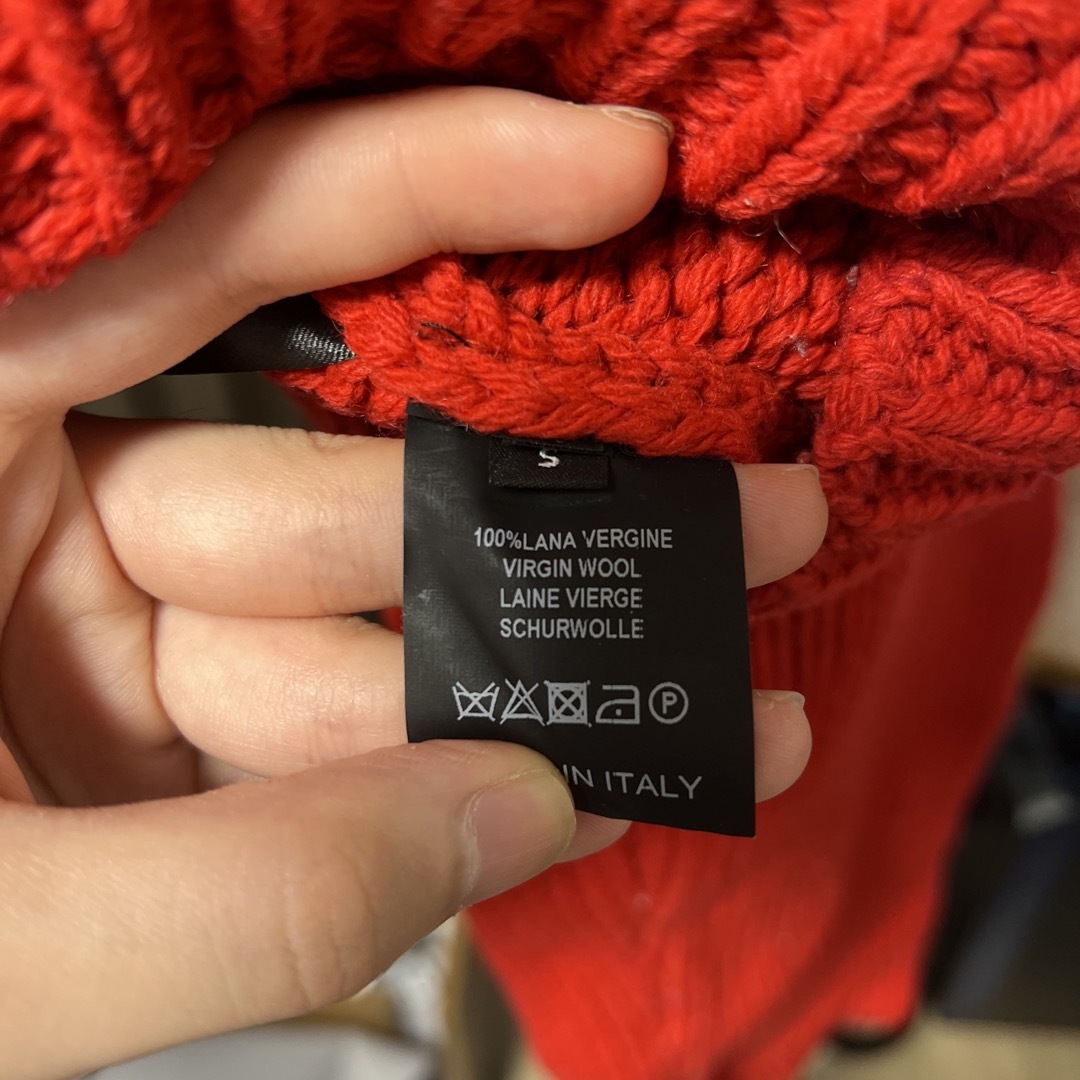 S
100%LANA VERGINE
VIRGIN WOOL
LAINE VIERGE
SCHURWOLLE
P
IN ITALY